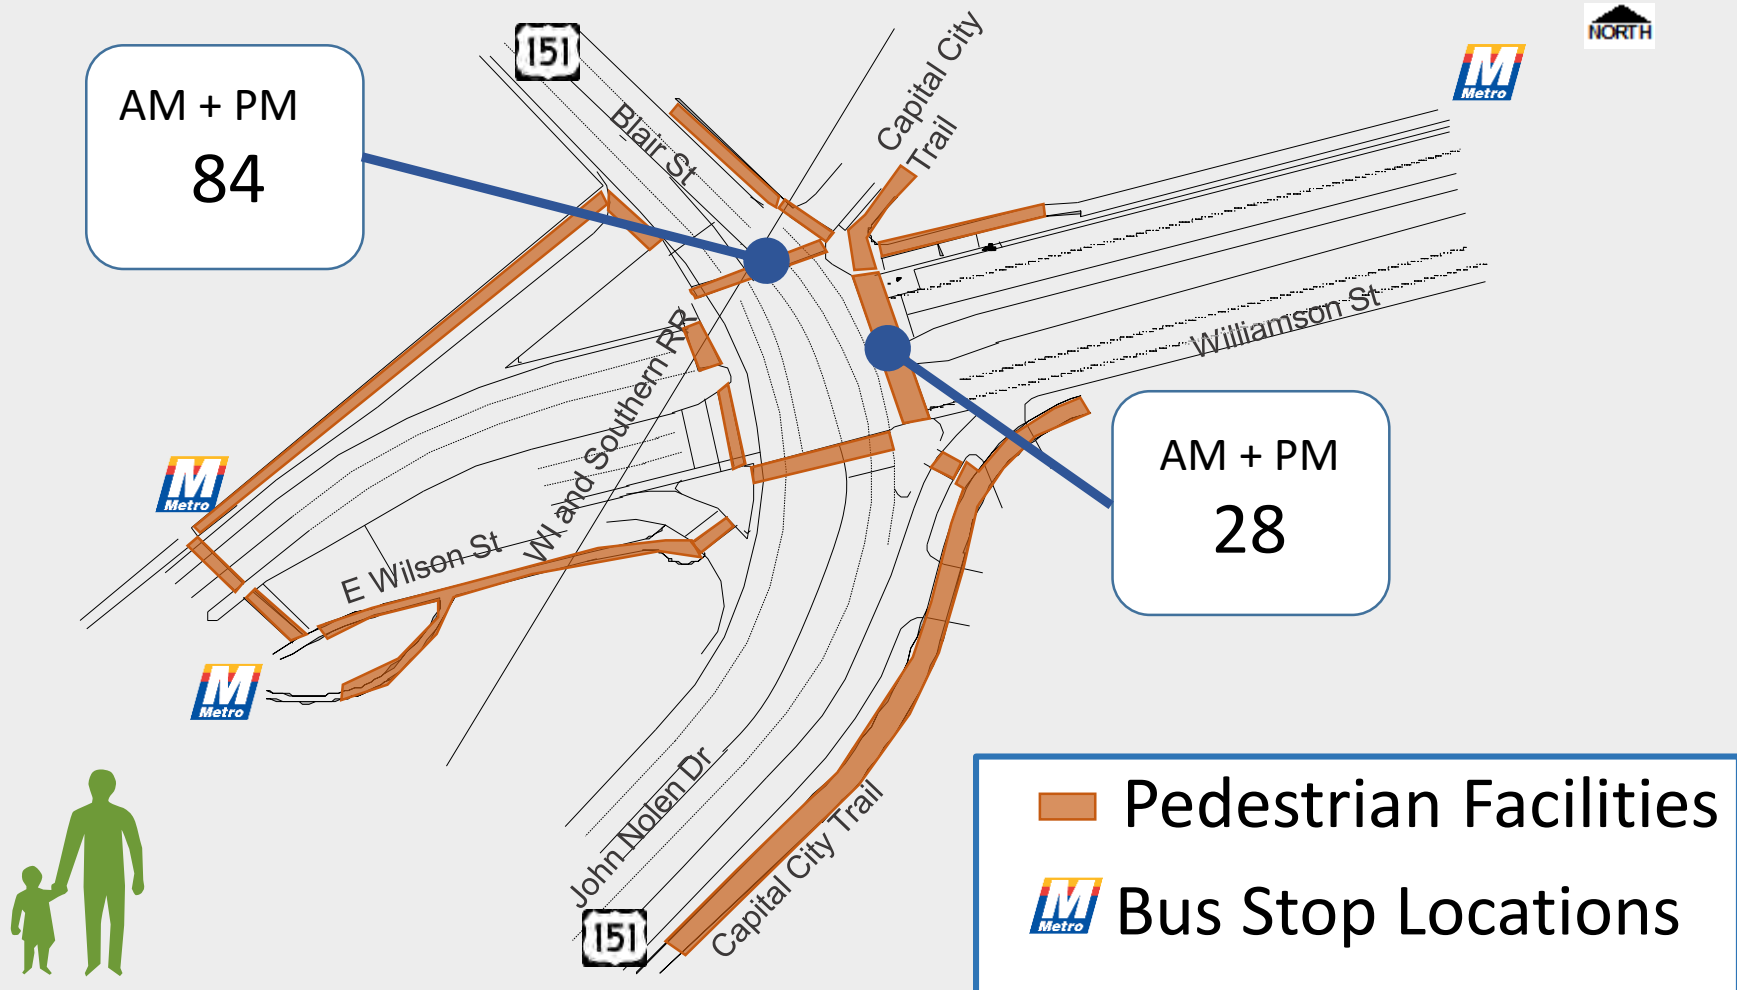 151
NORTH
M
Metro
AM + PM
84
Blair St
Capital City
Trail
Williamson St
WI and Southern RR
AM + PM
28
M
Metro
E Wilson St
M
Metro
John Nolen Dr
Capital City Trail
151
Pedestrian Facilities
M
Metro
Bus Stop Locations